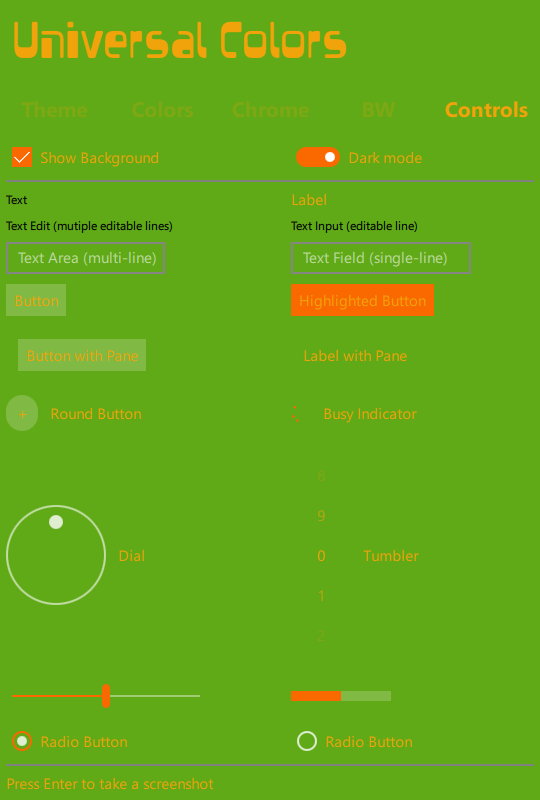 Universal Colors
Theme Colors Chrome BW Controls
Show Background Dark mode
Text Label
Text Edit (mutiple editable lines) Text Input (editable line)
Text Area (multi-line) Text Field (single-line)
Button Highlighted Button
Button with Pane Label with Pane
+ Round Button Busy Indicator
8
9
0
Dial Tumbler
1
2
Radio Button Radio Button
Press Enter to take a screenshot